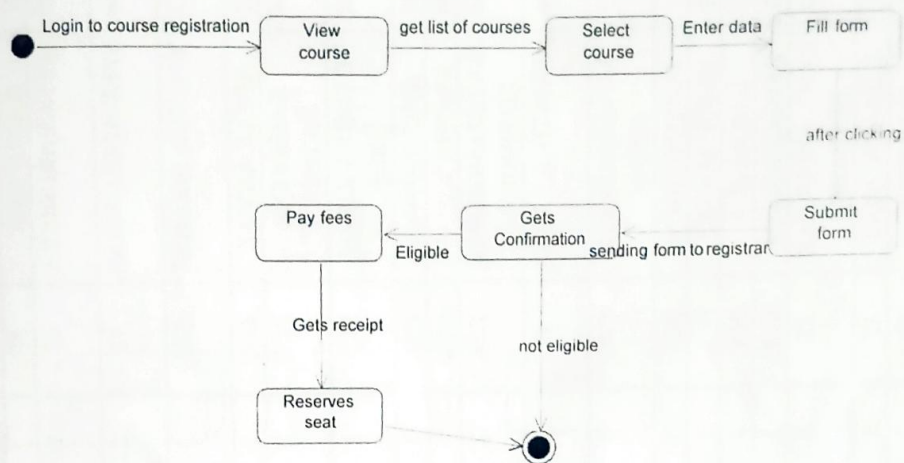 Login to course registration
View
course
get list of courses
Select
course
Enter data
Fill form
after clicking
Submit
form
sending form to registrar
Gets
Confirmation
Eligible
Pay fees
Gets receipt
not eligible
Reserves
seat